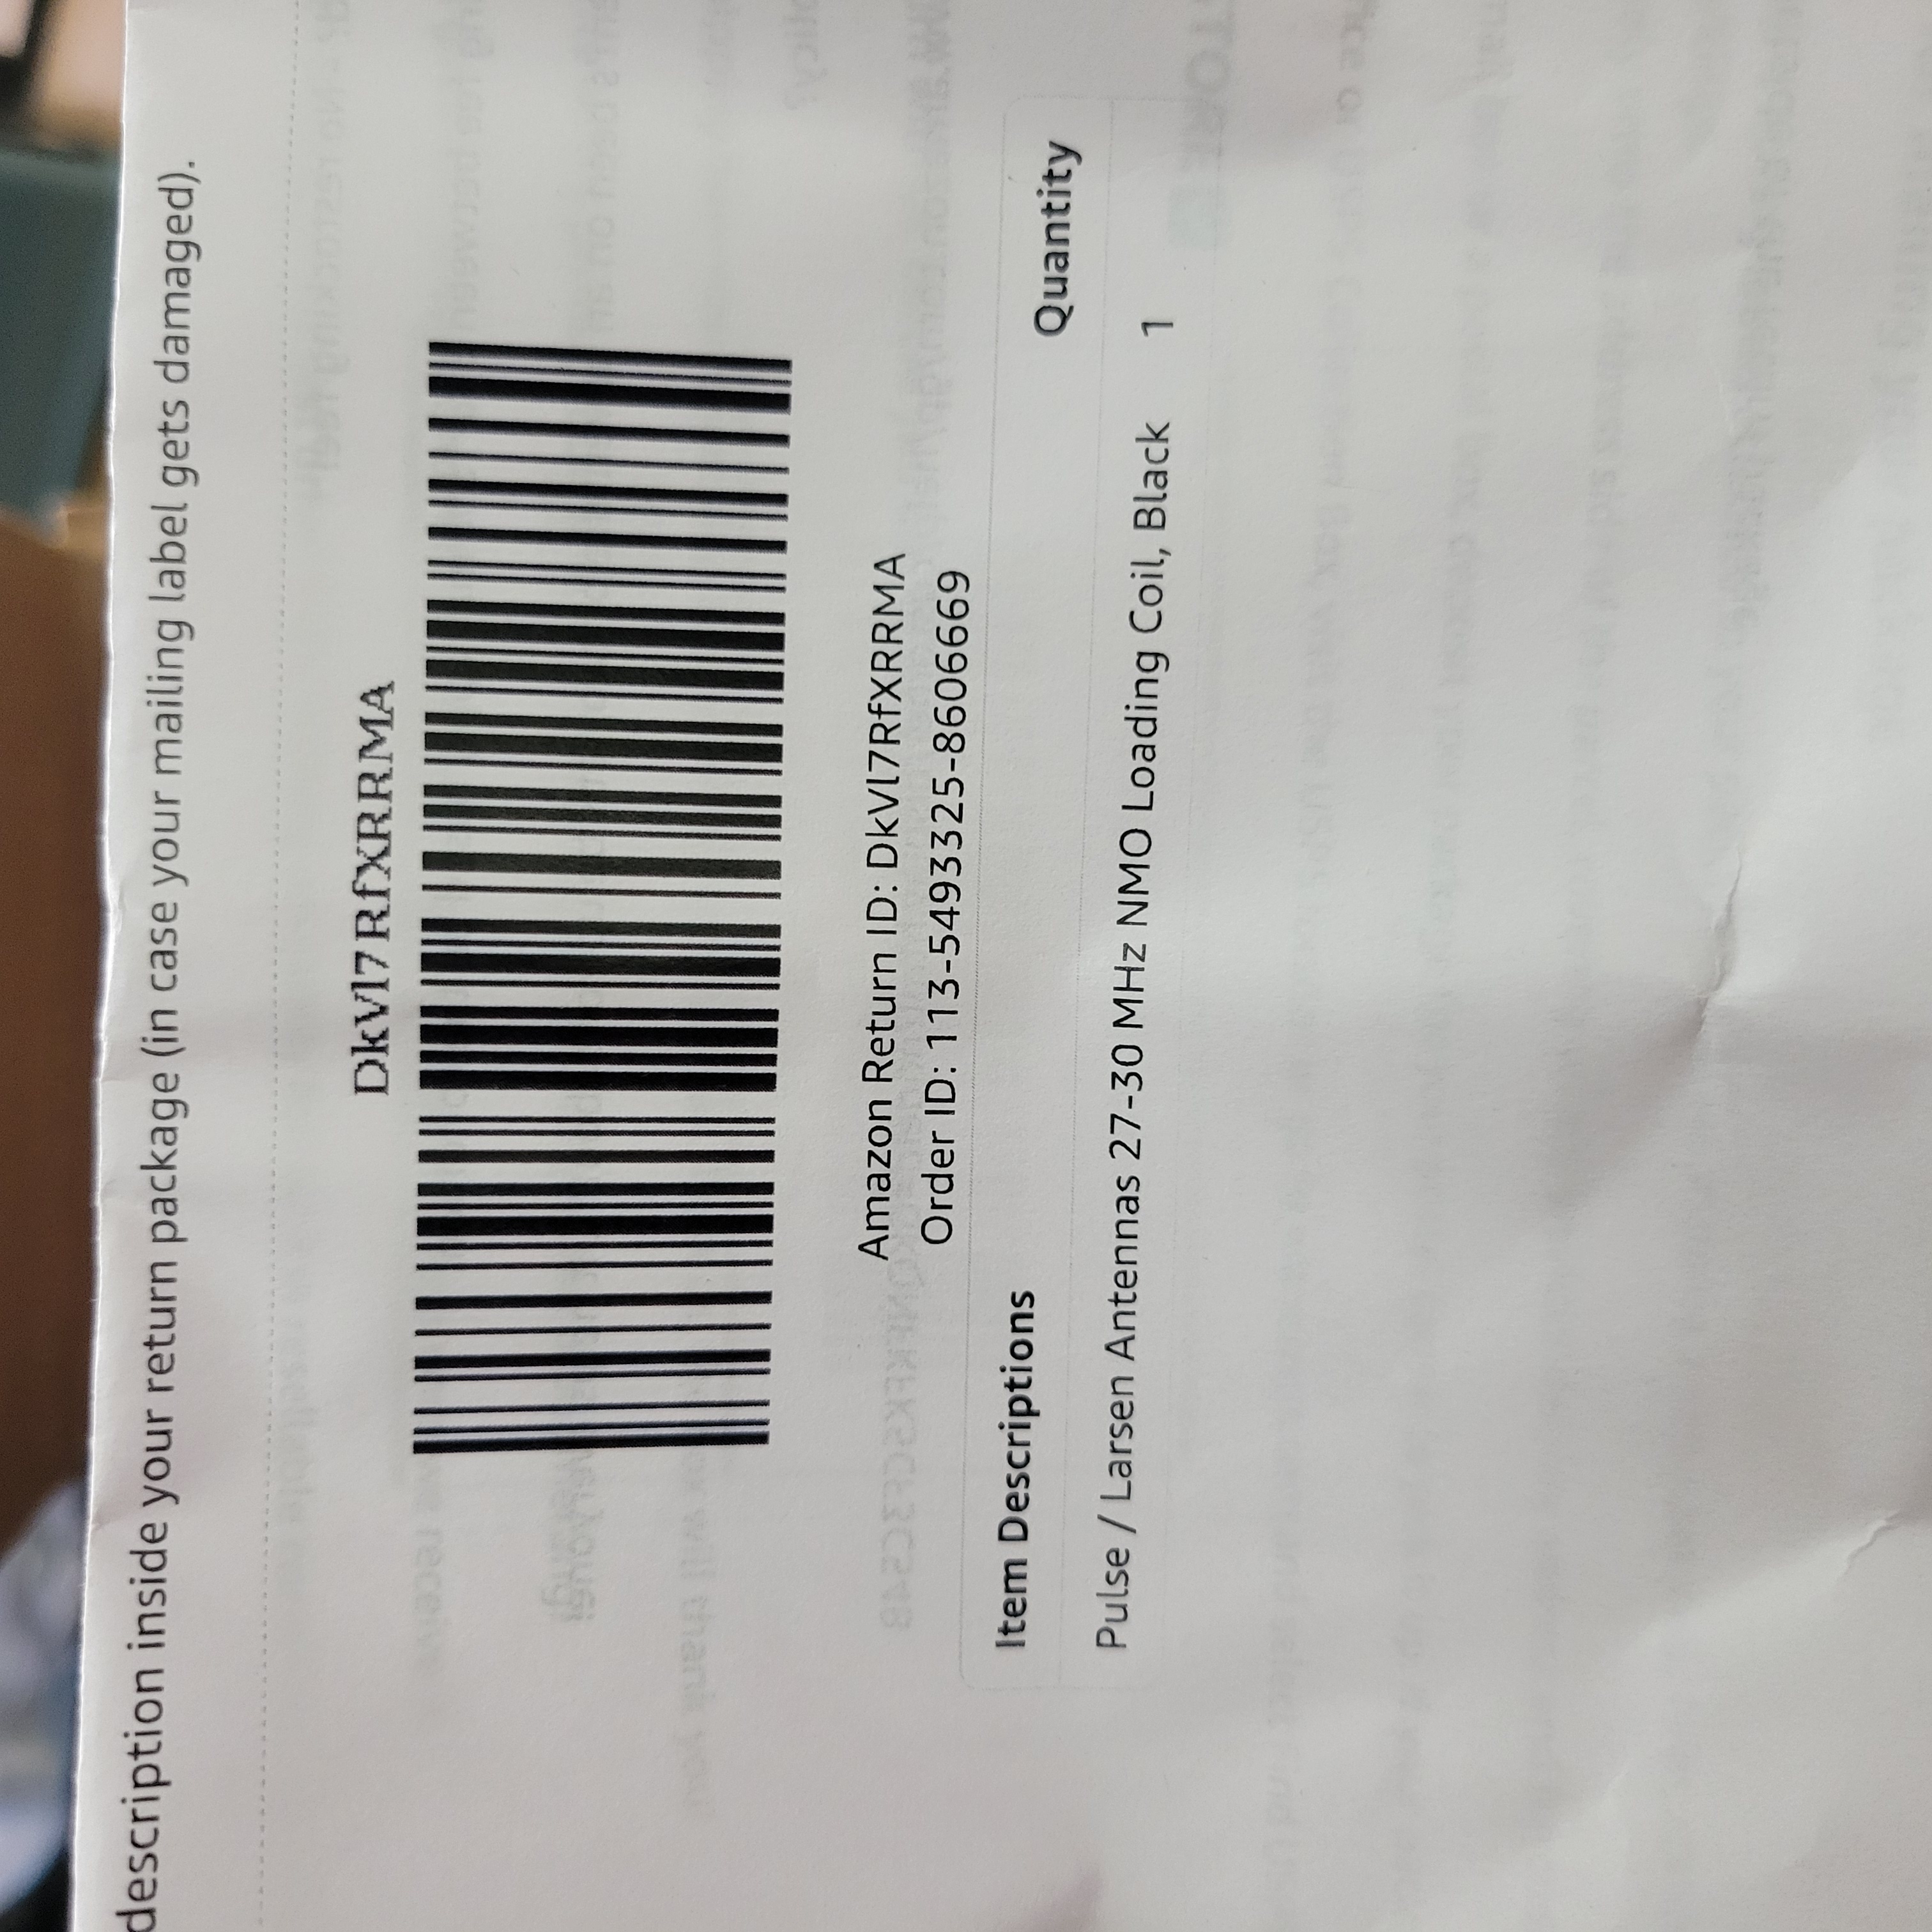 description inside your return package (in case your mailing label gets damaged).
DkVl7RfXRRMA
Amazon Return ID: DkVl7RfXRRMA
Order ID: 113-5493325-8606669
Item Descriptions Quantity
Pulse / Larsen Antennas 27-30 MHz NMO Loading Coil, Black 1